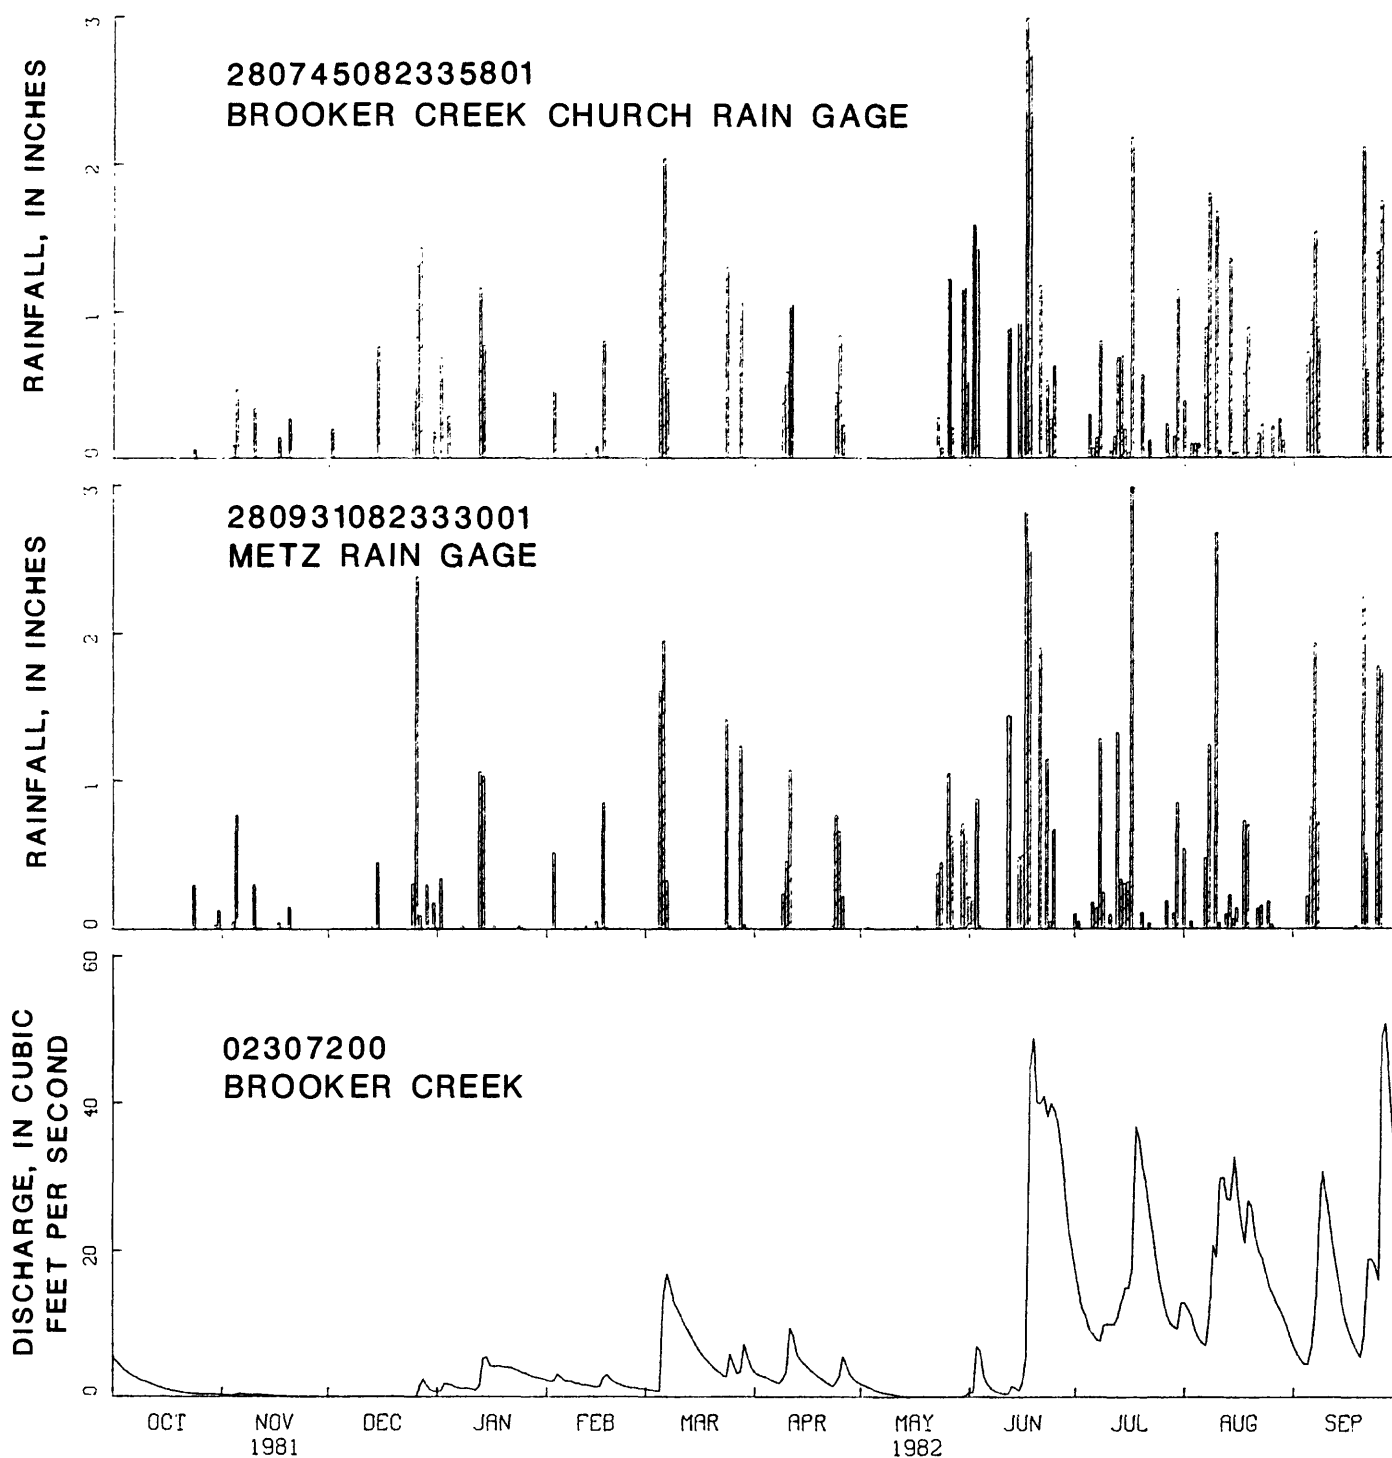 RAINFALL, IN INCHES
3
2
1
0
280745082335801
BROOKER CREEK CHURCH RAIN GAGE
RAINFALL, IN INCHES
3
2
1
0
280931082333001
METZ RAIN GAGE
DISCHARGE, IN CUBIC
FEET PER SECOND
60
40
20
0
02307200
BROOKER CREEK
OCT NOV DEC JAN FEB MAR APR MAY JUN JUL AUG SEP
1981 1982